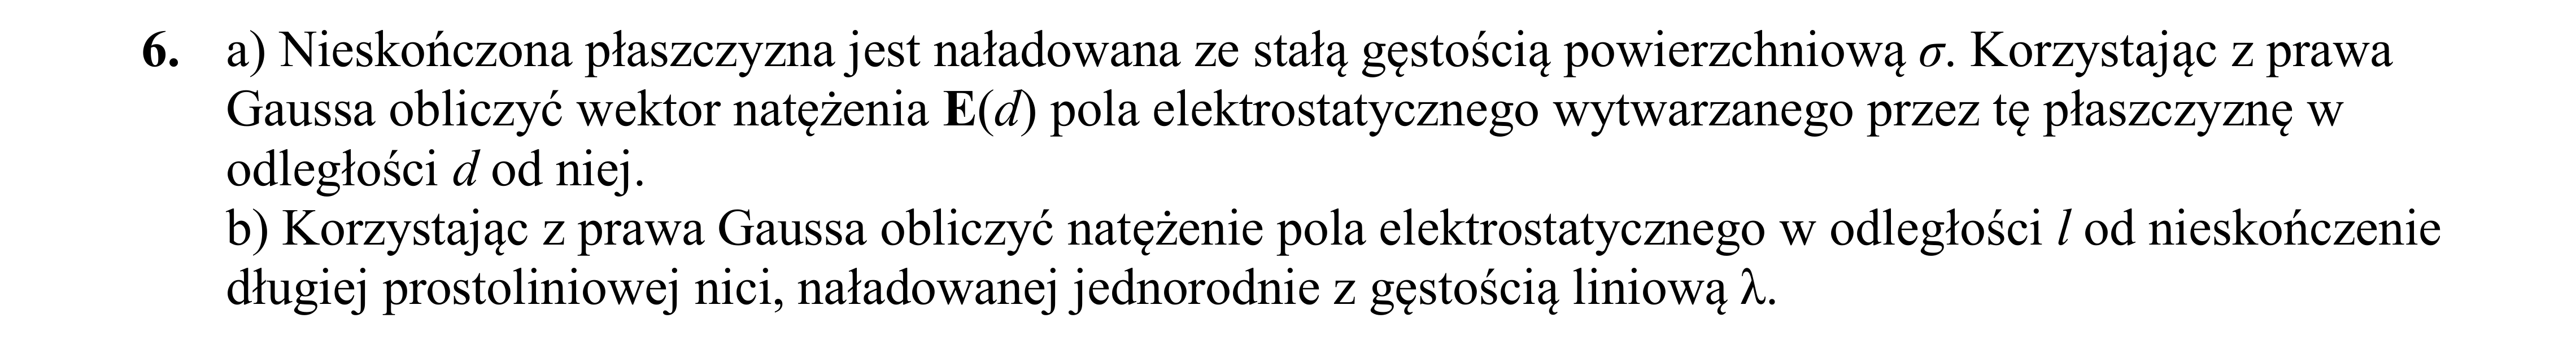 6. a) Nieskończona płaszczyzna jest naładowana ze stałą gęstością powierzchniową σ. Korzystając z prawa
Gaussa obliczyć wektor natężenia E(d) pola elektrostatycznego wytwarzanego przez tę płaszczyznę w
odległości d od niej.
b) Korzystając z prawa Gaussa obliczyć natężenie pola elektrostatycznego w odległości l od nieskończenie
długiej prostoliniowej nici, naładowanej jednorodnie z gęstością liniową λ.